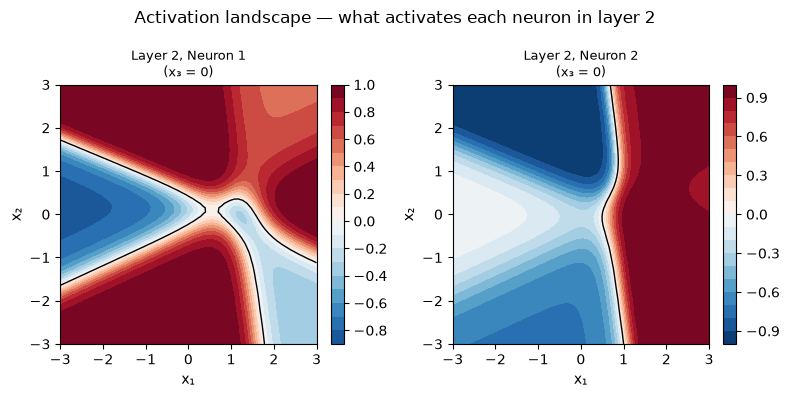 Activation landscape — what activates each neuron in layer 2
Layer 2, Neuron 1
(x₃ = 0)
3
2
1
0
−1
−2
−3
x₂
−3 −2 −1 0 1 2 3
x₁
1.0
0.8
0.6
0.4
0.2
0.0
−0.2
−0.4
−0.6
−0.8
Layer 2, Neuron 2
(x₃ = 0)
3
2
1
0
−1
−2
−3
x₂
−3 −2 −1 0 1 2 3
x₁
0.9
0.6
0.3
0.0
−0.3
−0.6
−0.9